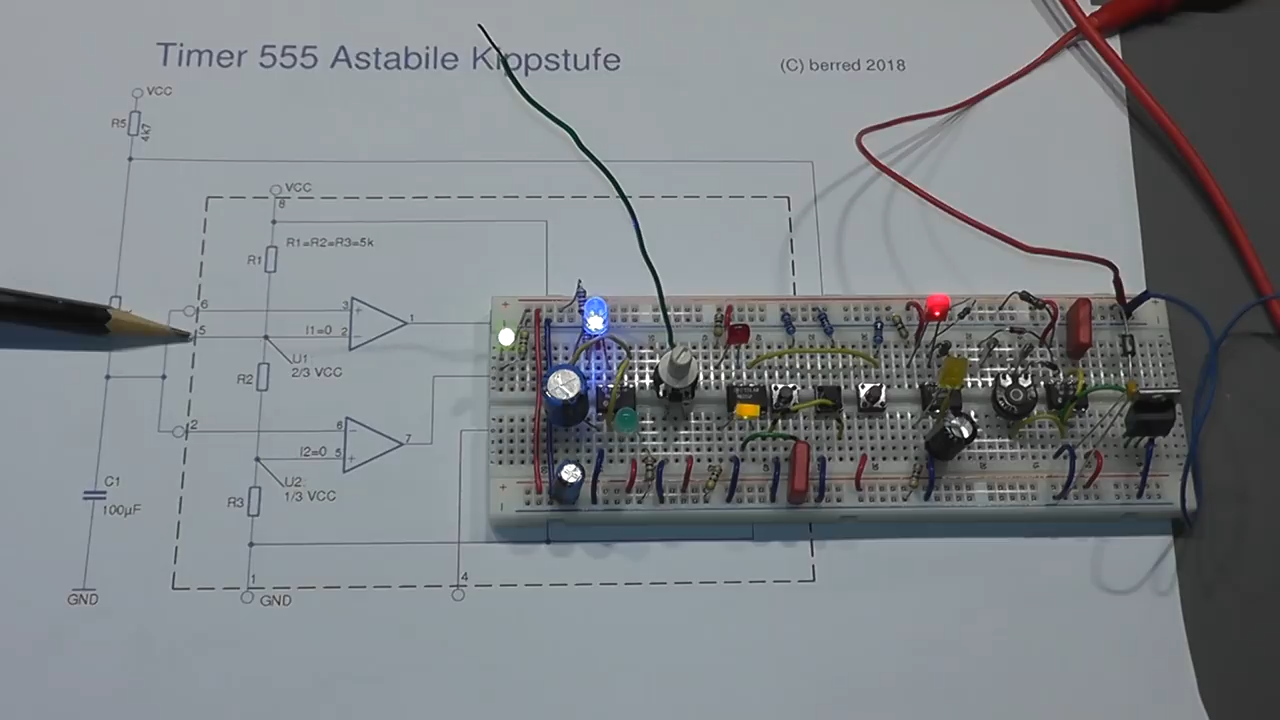 Timer 555 Astabile Kippstufe
(C) berred 2018
VCC
R5
4k7
VCC
8
R1=R2=R3=5k
R1
6
3
+
1
5
I1=0
2
-
U1
2/3 VCC
R2
2
6
-
7
I2=0
5
+
U2
1/3 VCC
C1
100µF
R3
1
GND
4
GND